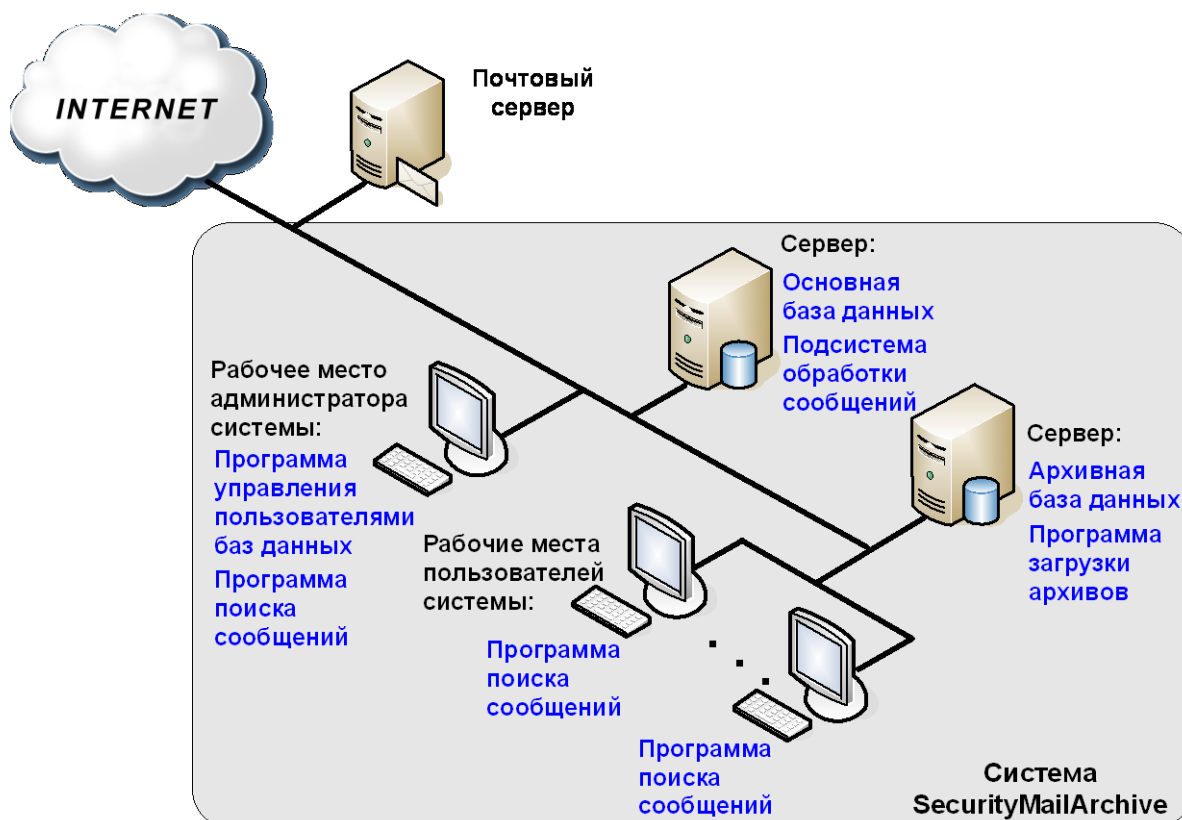 INTERNET
Почтовый
сервер
Сервер:
Основная
база данных
Подсистема
обработки
сообщений
Рабочее место
администратора
системы:
Программа
управления
пользователями
баз данных
Программа
поиска
сообщений
Сервер:
Архивная
база данных
Программа
загрузки
архивов
Рабочие места
пользователей
системы:
Программа
поиска
сообщений
Программа
поиска
сообщений
Система
SecurityMailArchive